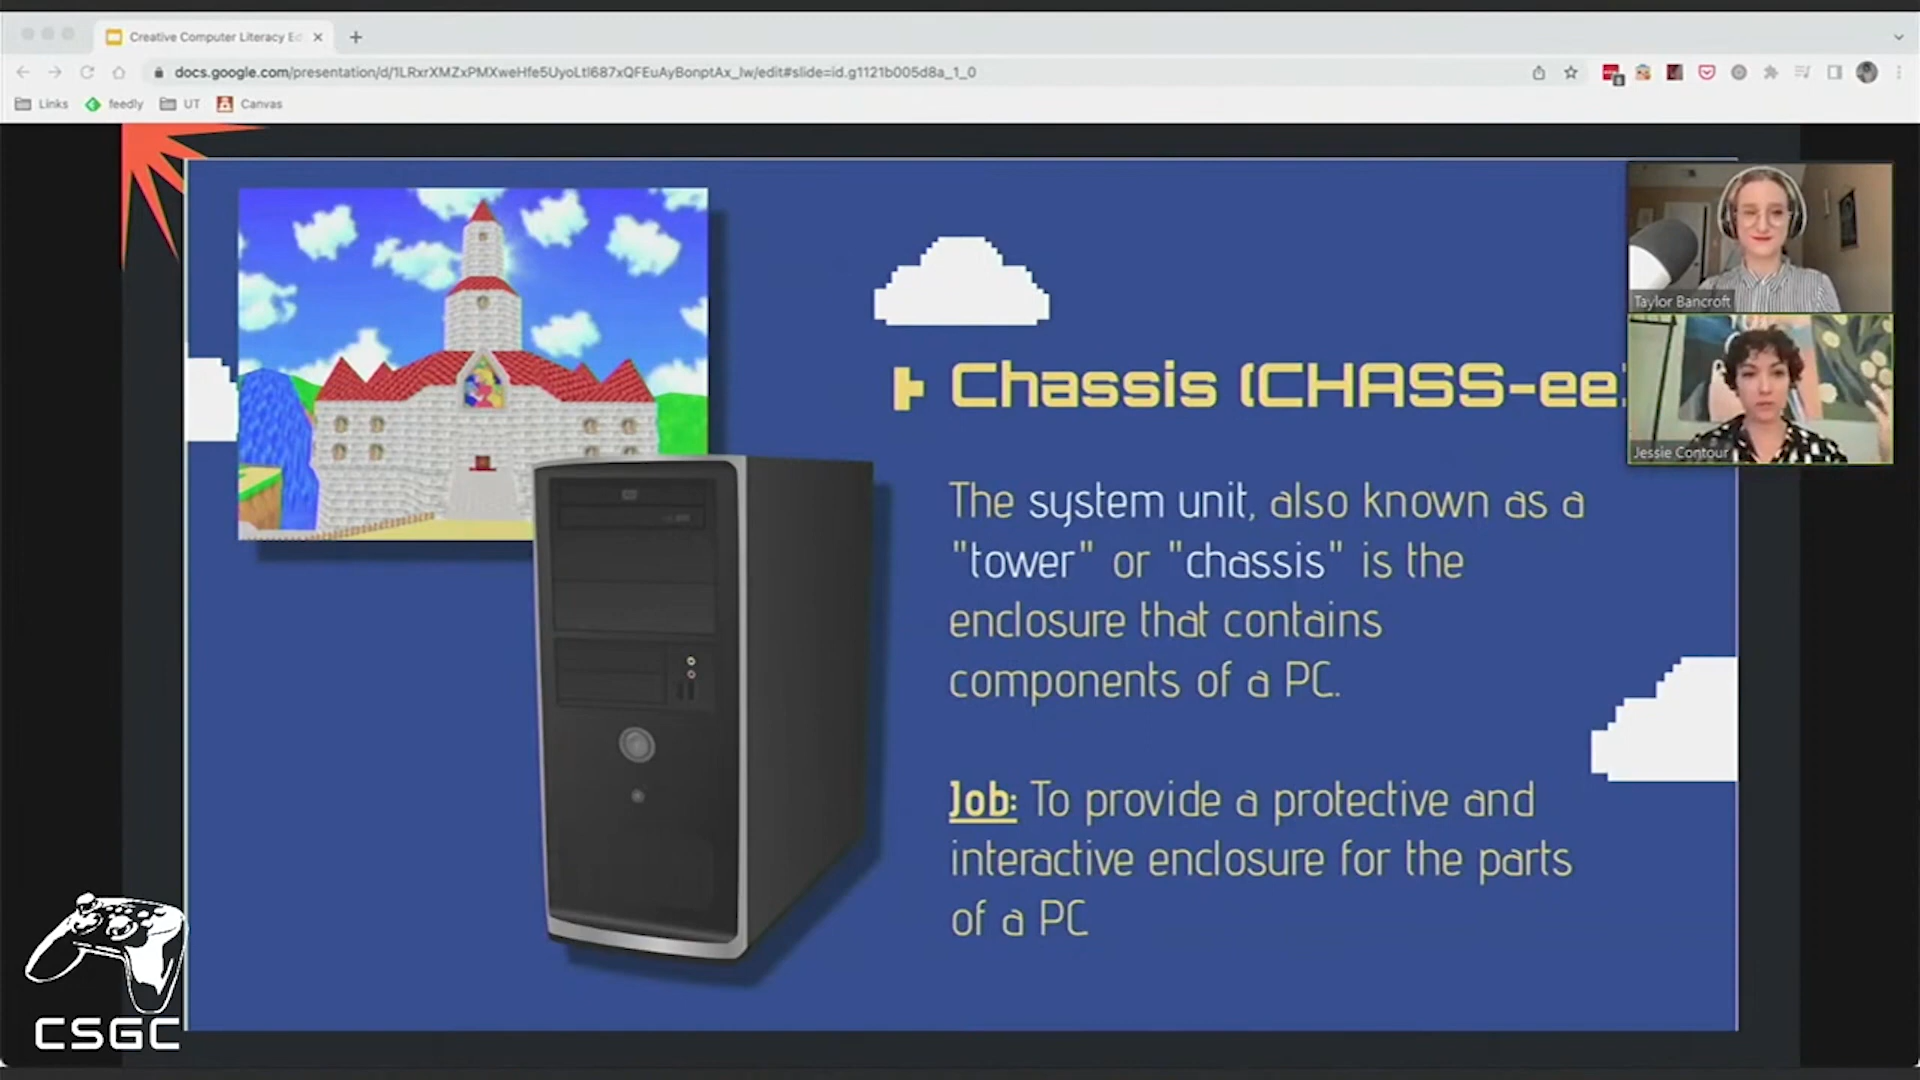 Creative Computer Literacy Ed
docs.google.com/presentation/d/1LRxrXMZxPMXweHfe5UyoLtl687xQFEuAyBonptAx_Iw/edit#slide=id.g1121b005d8a_1_0
Links
feedly
UT
Canvas
Chassis (CHASS-ee)
The system unit, also known as a
"tower" or "chassis" is the
enclosure that contains
components of a PC.
Job: To provide a protective and
interactive enclosure for the parts
of a PC
Taylor Bancroft
Jessie Contour
CSGC